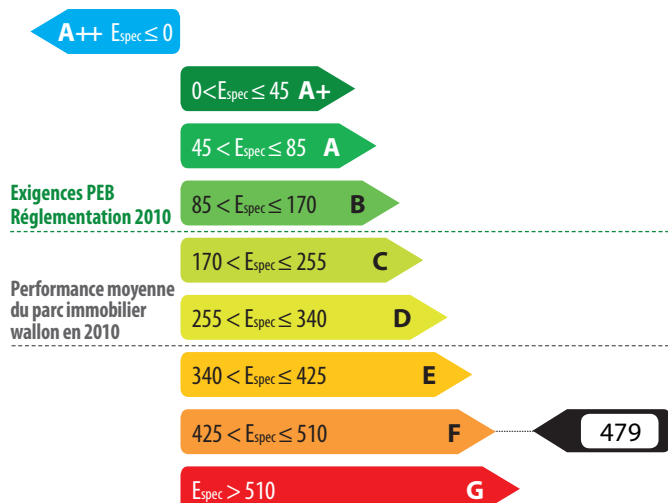 A++ Espec ≤ 0
0<Espec ≤ 45 A+
45 < Espec ≤ 85 A
Exigences PEB
Réglementation 2010
85 < Espec ≤ 170 B
170 < Espec ≤ 255 C
Performance moyenne
du parc immobilier
wallon en 2010
255 < Espec ≤ 340 D
340 < Espec ≤ 425 E
425 < Espec ≤ 510 F
479
Espec > 510 G